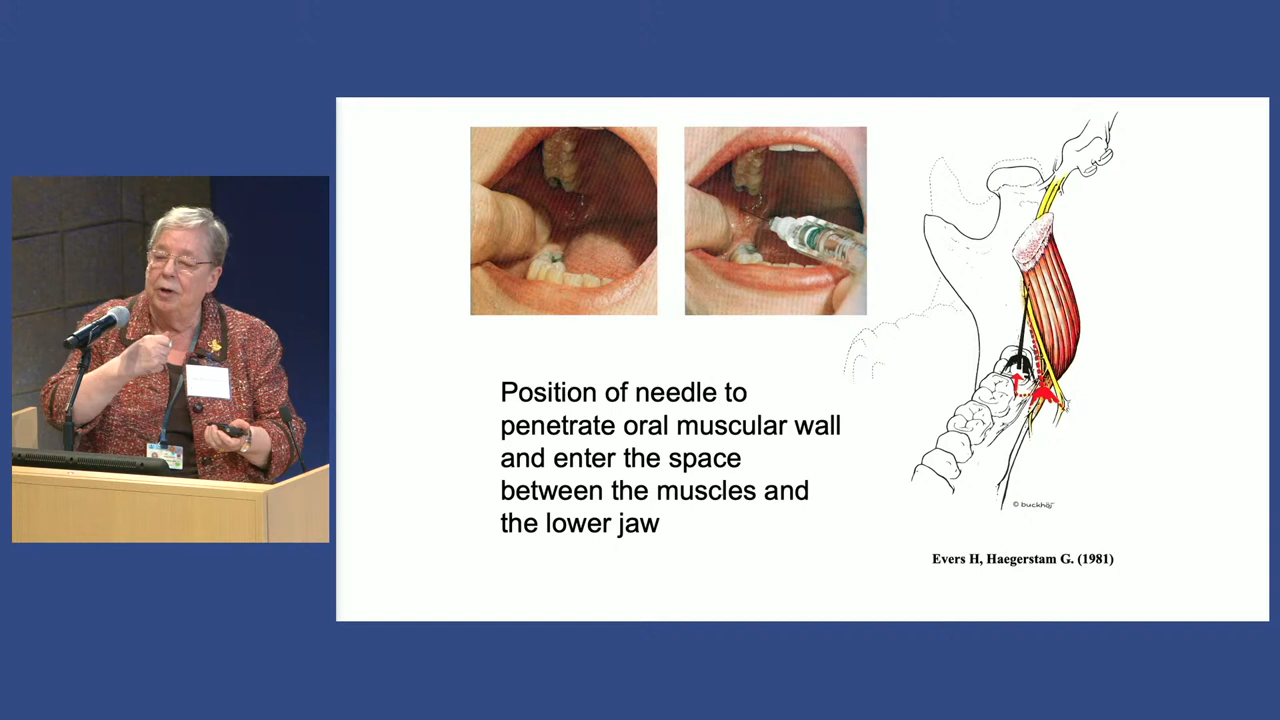 Position of needle to
penetrate oral muscular wall
and enter the space
between the muscles and
the lower jaw
© buckhöj
Evers H, Haegerstam G. (1981)